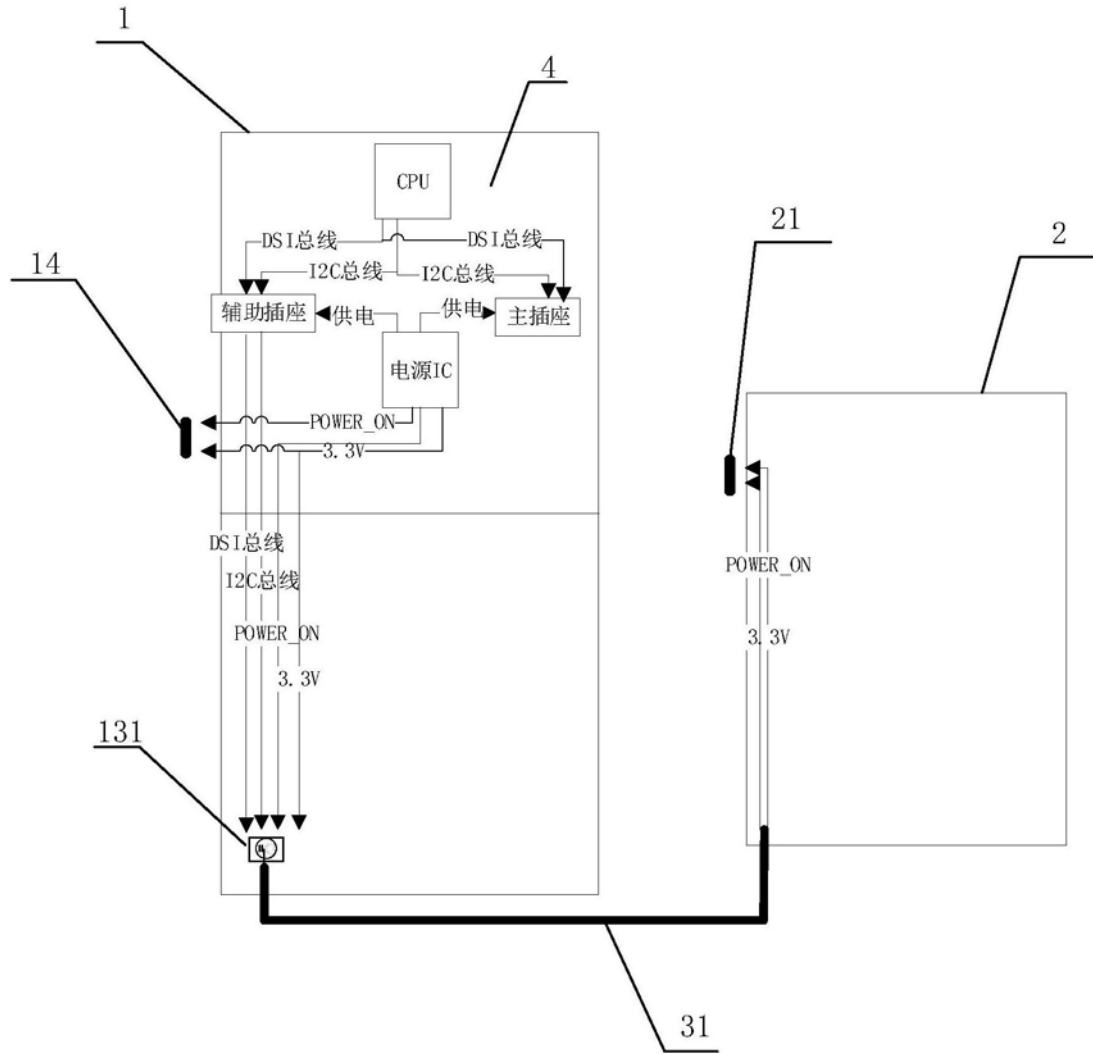 1
4
CPU
21
2
DSI总线
DSI总线
14
I2C总线
I2C总线
辅助插座
供电
供电
主插座
电源IC
POWER_ON
3.3V
DSI总线
POWER_ON
I2C总线
POWER_ON
3.3V
3.3V
131
31